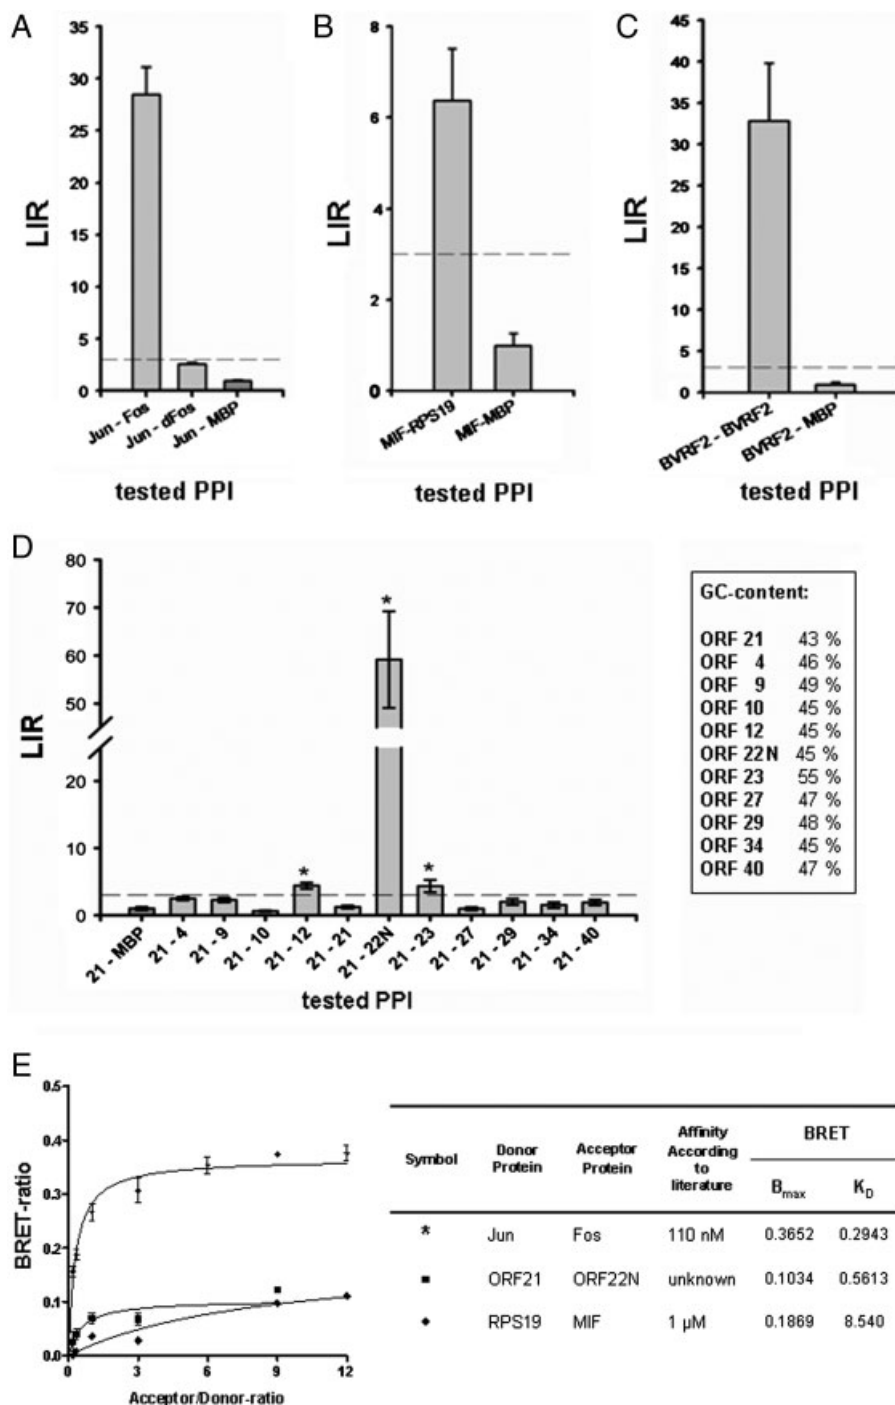 A
LIR
35
30
25
20
15
10
5
0
Jun - Fos
Jun - dFos
Jun - MBP
tested PPI
B
LIR
8
6
4
2
0
MIF-RPS19
MIF-MBP
tested PPI
C
LIR
45
40
35
30
25
20
15
10
5
0
BVRF2 - BVRF2
BVRF2 - MBP
tested PPI
D
LIR
80
70
60
50
20
10
0
*
*
*
21 - MBP
21 - 4
21 - 9
21 - 10
21 - 12
21 - 21
21 - 22N
21 - 23
21 - 27
21 - 29
21 - 34
21 - 40
tested PPI
GC-content:
ORF 21 43 %
ORF 4 46 %
ORF 9 49 %
ORF 10 45 %
ORF 12 45 %
ORF 22N 45 %
ORF 23 55 %
ORF 27 47 %
ORF 29 48 %
ORF 34 45 %
ORF 40 47 %
E
BRET-ratio
0.5
0.4
0.3
0.2
0.1
0.0
0 3 6 9 12
Acceptor/Donor-ratio
Symbol Donor Protein Acceptor Protein Affinity According to literature BRET
Bmax KD
* Jun Fos 110 nM 0.3652 0.2943
■ ORF21 ORF22N unknown 0.1034 0.5613
♦ RPS19 MIF 1 µM 0.1869 8.540